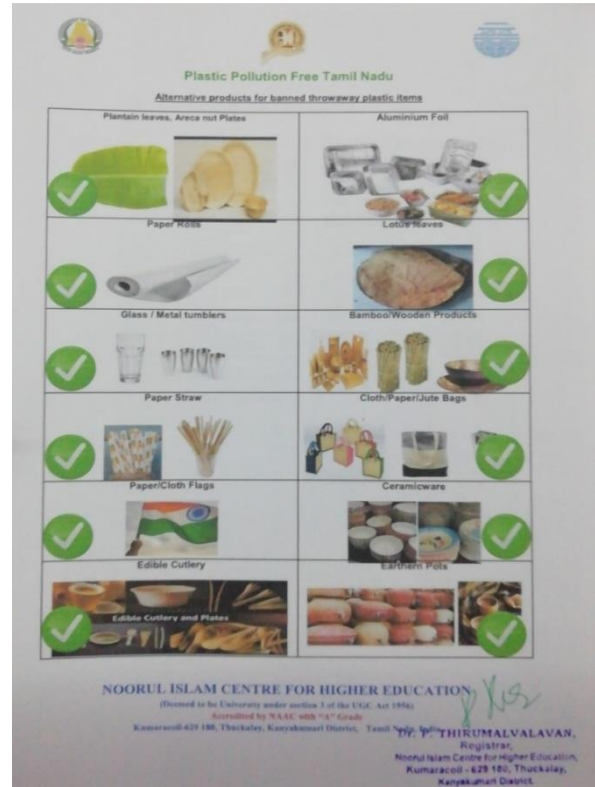 Plastic Pollution Free Tamil Nadu
Alternative products for banned throwaway plastic items
Plantain leaves, Areca nut Plates
Aluminium Foil
Paper Rolls
Lotus leaves
Glass / Metal tumblers
Bamboo/Wooden Products
Paper Straw
Cloth/Paper/Jute Bags
Paper/Cloth Flags
Ceramicware
Edible Cutlery
Earthern Pots
Edible Cutlery and Plates
NOORUL ISLAM CENTRE FOR HIGHER EDUCATION
(Deemed to be University under section 3 of the UGC Act 1956)
Accredited by NAAC with "A" Grade
Kumaracoil-629 180, Thuckalay, Kanyakumari District, Tamil Nadu, India
Dr. P. THIRUMALVALAVAN,
Registrar,
Noorul Islam Centre for Higher Education,
Kumaracoil - 629 180, Thuckalay,
Kanyakumari District.